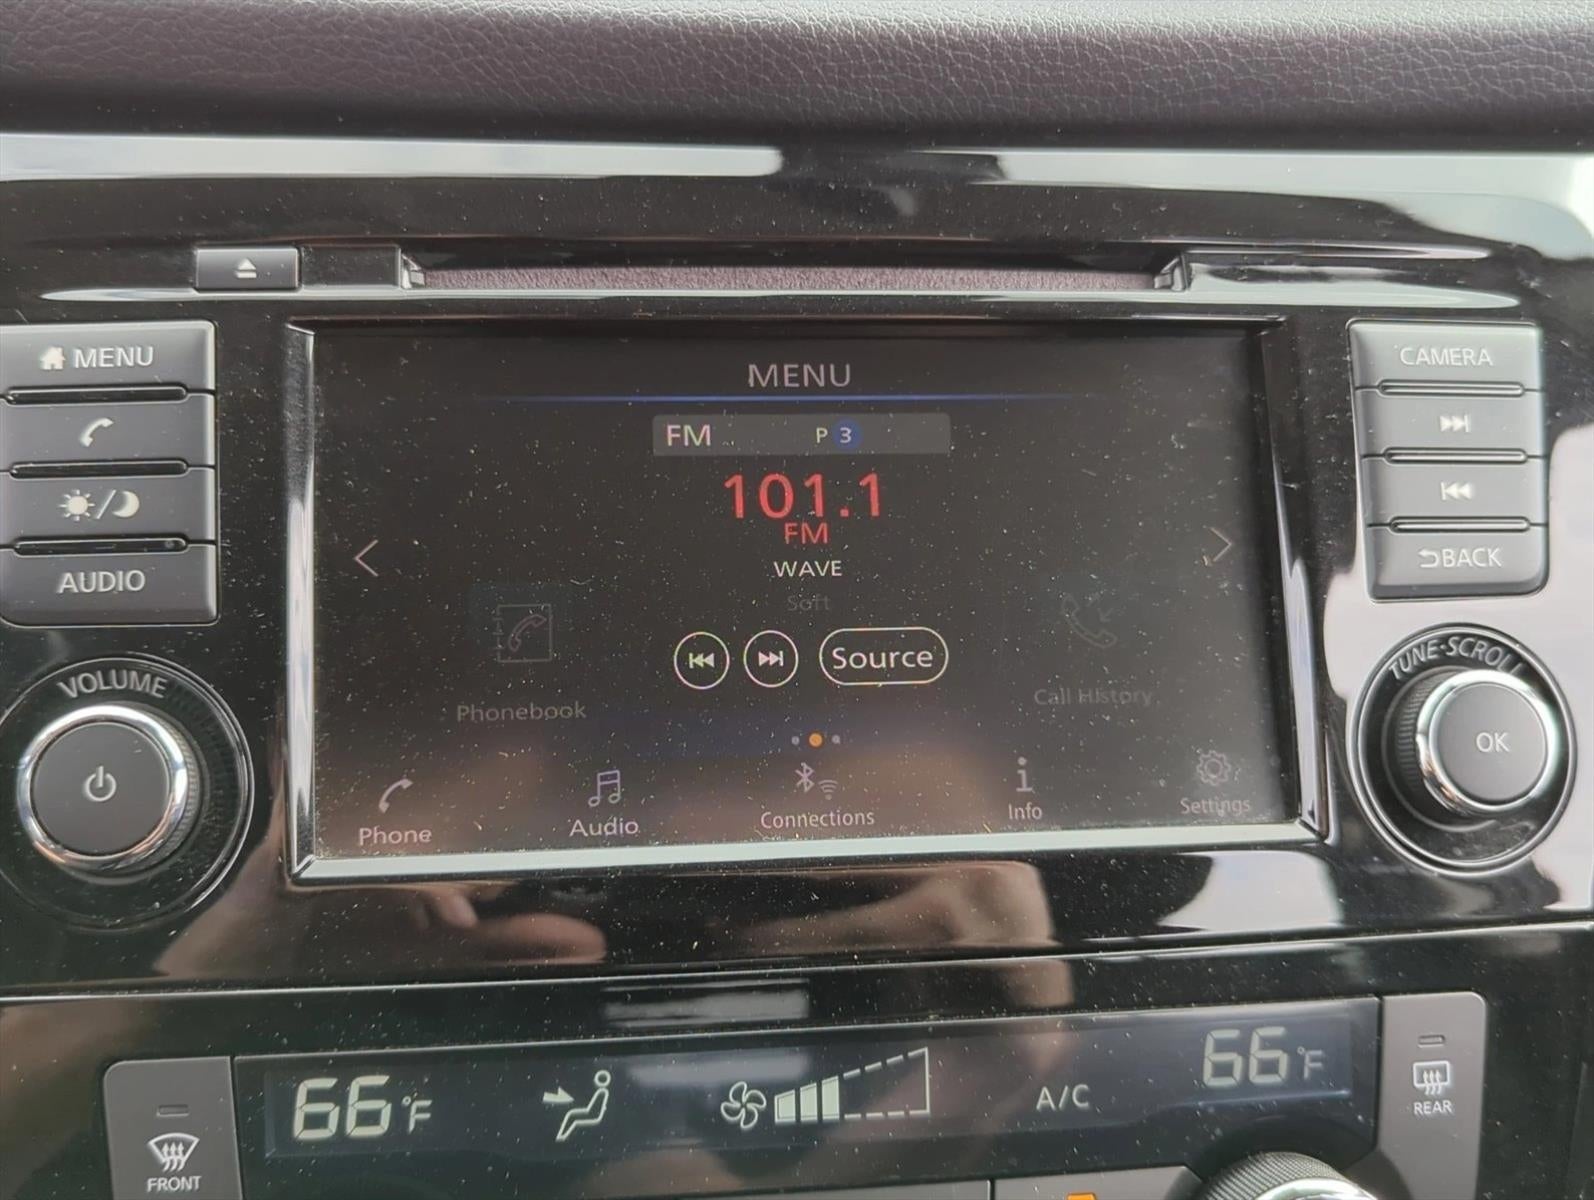 MENU
CAMERA
MENU
FM P 3
101.1
FM
WAVE
Soft
AUDIO
BACK
Source
VOLUME
TUNE·SCROLL
Phonebook
Call History
OK
Phone
Audio
Connections
Info
Settings
66°F
A/C
66°F
FRONT
REAR